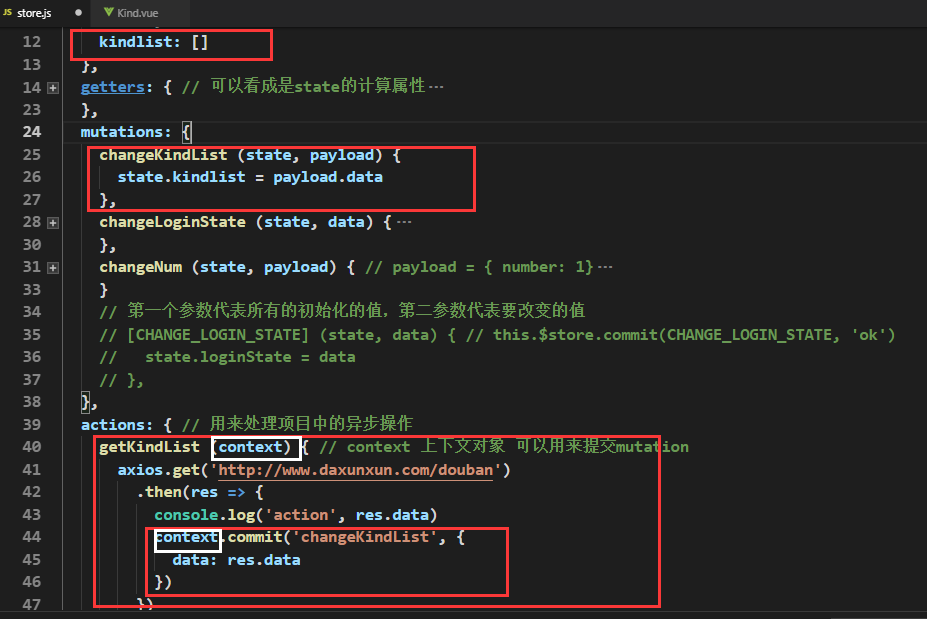 JS store.js ● Kind.vue
12 kindlist: []
13 },
14 getters: { // 可以看成是state的计算属性…
23 },
24 mutations: {
25 changeKindList (state, payload) {
26 state.kindlist = payload.data
27 },
28 changeLoginState (state, data) {…
30 },
31 changeNum (state, payload) { // payload = { number: 1}…
33 }
34 // 第一个参数代表所有的初始化的值，第二参数代表要改变的值
35 // [CHANGE_LOGIN_STATE] (state, data) { // this.$store.commit(CHANGE_LOGIN_STATE, 'ok')
36 // state.loginState = data
37 // },
38 },
39 actions: { // 用来处理项目中的异步操作
40 getKindList (context) { // context 上下文对象 可以用来提交mutation
41 axios.get('http://www.daxunxun.com/douban')
42 .then(res => {
43 console.log('action', res.data)
44 context.commit('changeKindList', {
45 data: res.data
46 })
47 })